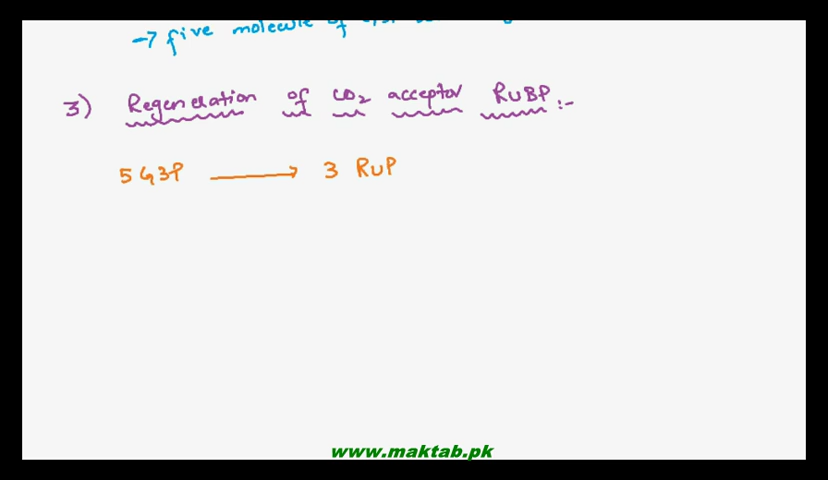 → five molecule of
3) Regeneration of CO2 acceptor RUBP :-
5 G3P → 3 RuP
www.maktab.pk